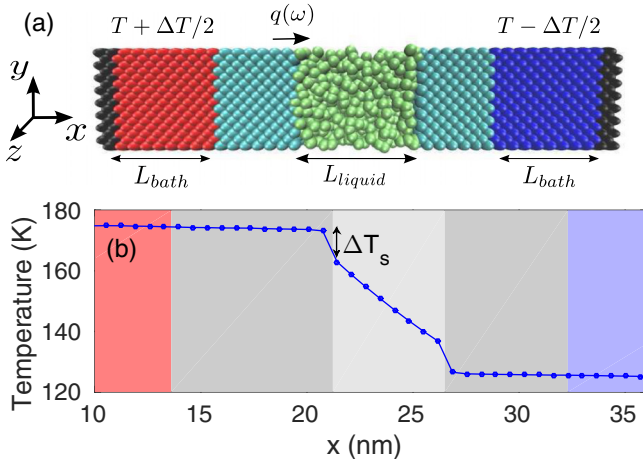 (a)
T + ΔT/2
q(ω)
T − ΔT/2
y
x
z
L_bath
L_liquid
L_bath
180
160
140
120
Temperature (K)
(b)
ΔT_s
10 15 20 25 30 35
x (nm)